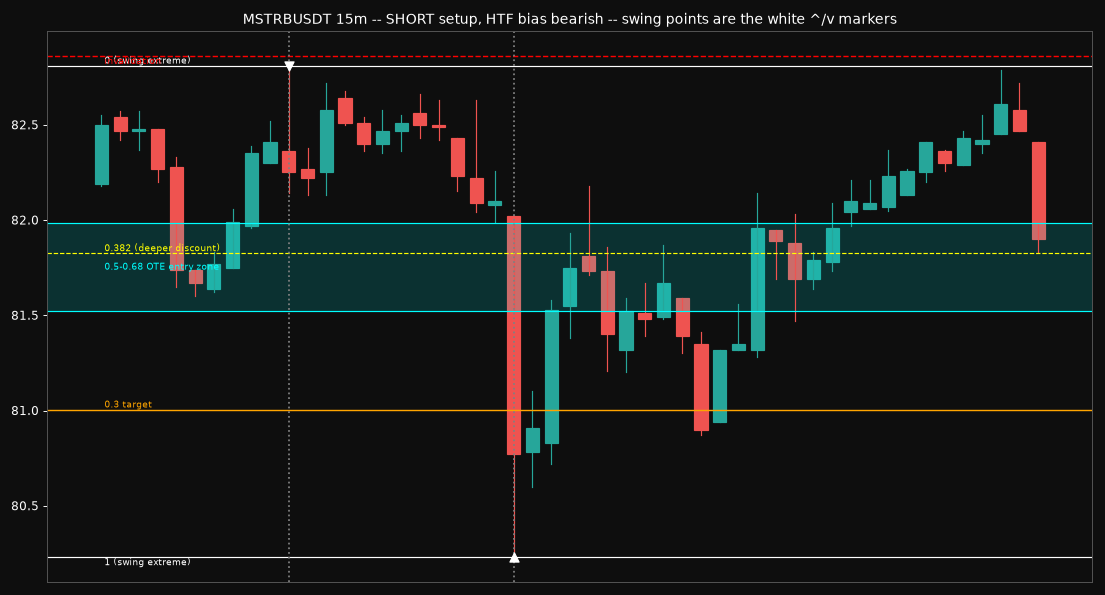 MSTRBUSDT 15m -- SHORT setup, HTF bias bearish -- swing points are the white ^/v markers
0 (swing extreme)
82.5
82.0
0.382 (deeper discount)
0.5-0.68 OTE entry zone
81.5
0.3 target
81.0
80.5
1 (swing extreme)